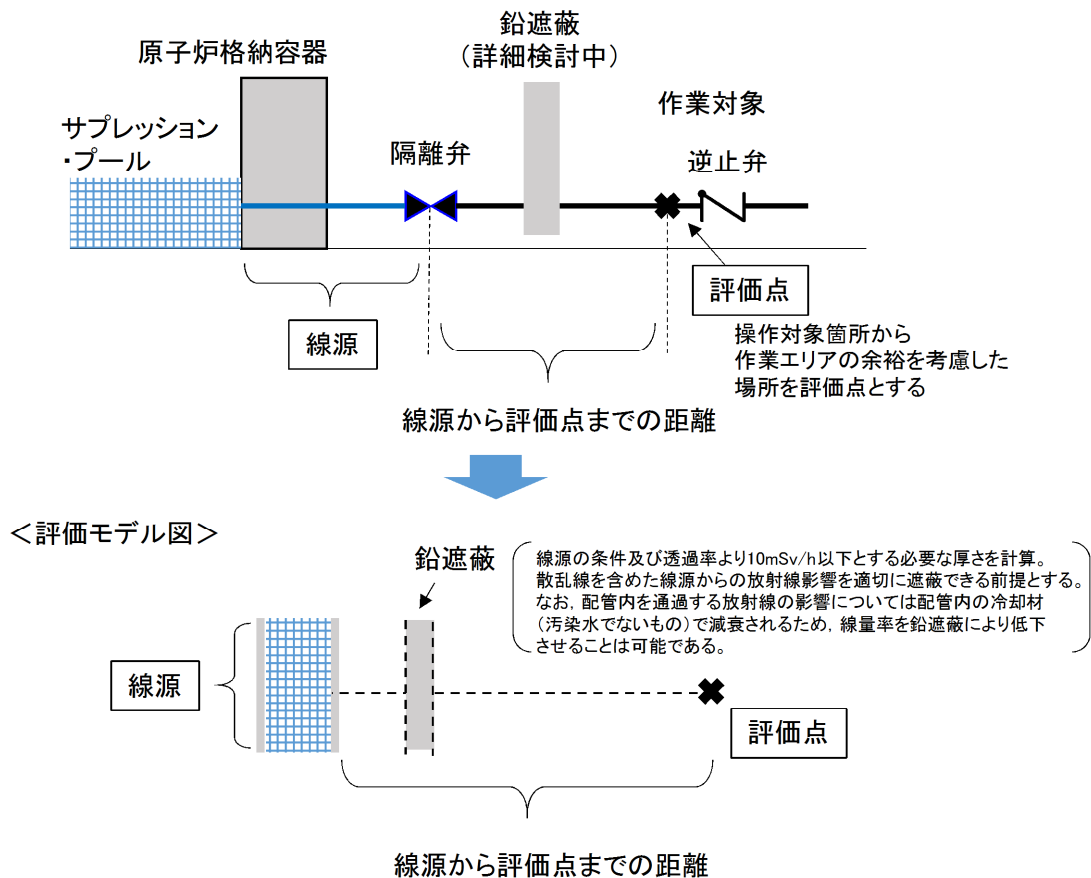 原子炉格納容器
鉛遮蔽
（詳細検討中）
サプレッション
・プール
隔離弁
作業対象
逆止弁
線源
評価点
操作対象箇所から
作業エリアの余裕を考慮した
場所を評価点とする
線源から評価点までの距離
＜評価モデル図＞
鉛遮蔽
線源の条件及び透過率より10mSv/h以下とする必要な厚さを計算。
散乱線を含めた線源からの放射線影響を適切に遮蔽できる前提とする。
なお，配管内を通過する放射線の影響については配管内の冷却材
（汚染水でないもの）で減衰されるため，線量率を鉛遮蔽により低下
させることは可能である。
線源
評価点
線源から評価点までの距離